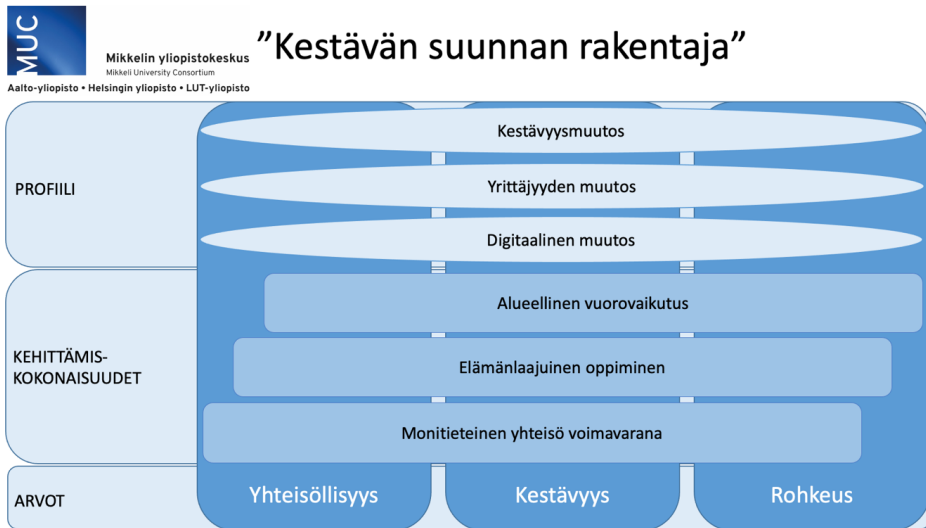 MUC
Mikkelin yliopistokeskus
Mikkeli University Consortium
Aalto-yliopisto • Helsingin yliopisto • LUT-yliopisto
”Kestävän suunnan rakentaja”
PROFIILI
Kestävyysmuutos
Yrittäjyyden muutos
Digitaalinen muutos
KEHITTÄMIS-
KOKONAISUUDET
Alueellinen vuorovaikutus
Elämänlaajuinen oppiminen
Monitieteinen yhteisö voimavarana
ARVOT
Yhteisöllisyys
Kestävyys
Rohkeus